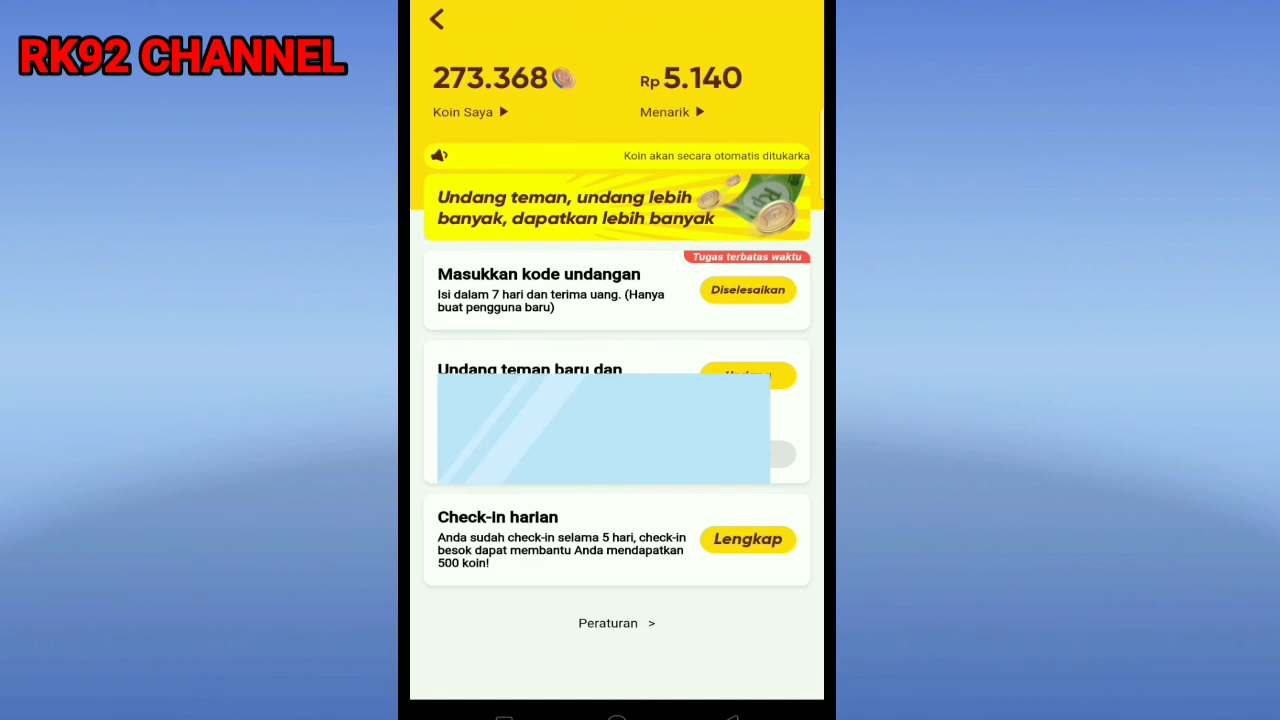 RK92 CHANNEL
273.368
Rp 5.140
Koin Saya
Menarik
Koin akan secara otomatis ditukarka
Undang teman, undang lebih
banyak, dapatkan lebih banyak
Tugas terbatas waktu
Masukkan kode undangan
Isi dalam 7 hari dan terima uang. (Hanya
buat pengguna baru)
Diselesaikan
Undang teman baru dan
Check-in harian
Anda sudah check-in selama 5 hari, check-in
besok dapat membantu Anda mendapatkan
500 koin!
Lengkap
Peraturan >